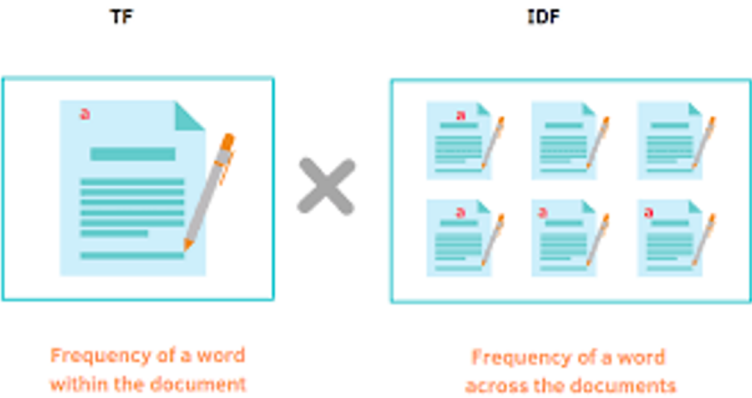 TF
IDF
a
a
a
a
a
Frequency of a word
within the document
Frequency of a word
across the documents